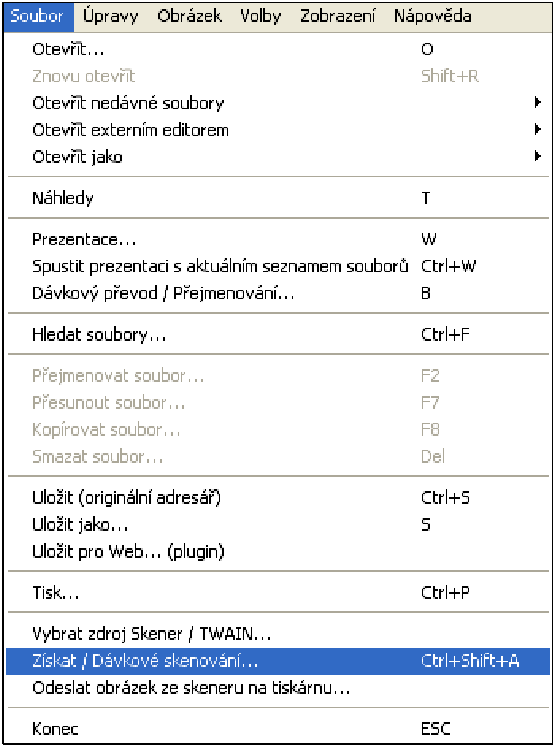 Soubor Úpravy Obrázek Volby Zobrazení Nápověda
Otevřít... O
Znovu otevřít Shift+R
Otevřít nedávné soubory
Otevřít externím editorem
Otevřít jako
Náhledy T
Prezentace... W
Spustit prezentaci s aktuálním seznamem souborů Ctrl+W
Dávkový převod / Přejmenování... B
Hledat soubory... Ctrl+F
Přejmenovat soubor... F2
Přesunout soubor... F7
Kopírovat soubor... F8
Smazat soubor... Del
Uložit (originální adresář) Ctrl+S
Uložit jako... S
Uložit pro Web... (plugin)
Tisk... Ctrl+P
Vybrat zdroj Skener / TWAIN...
Získat / Dávkové skenování... Ctrl+Shift+A
Odeslat obrázek ze skeneru na tiskárnu...
Konec ESC